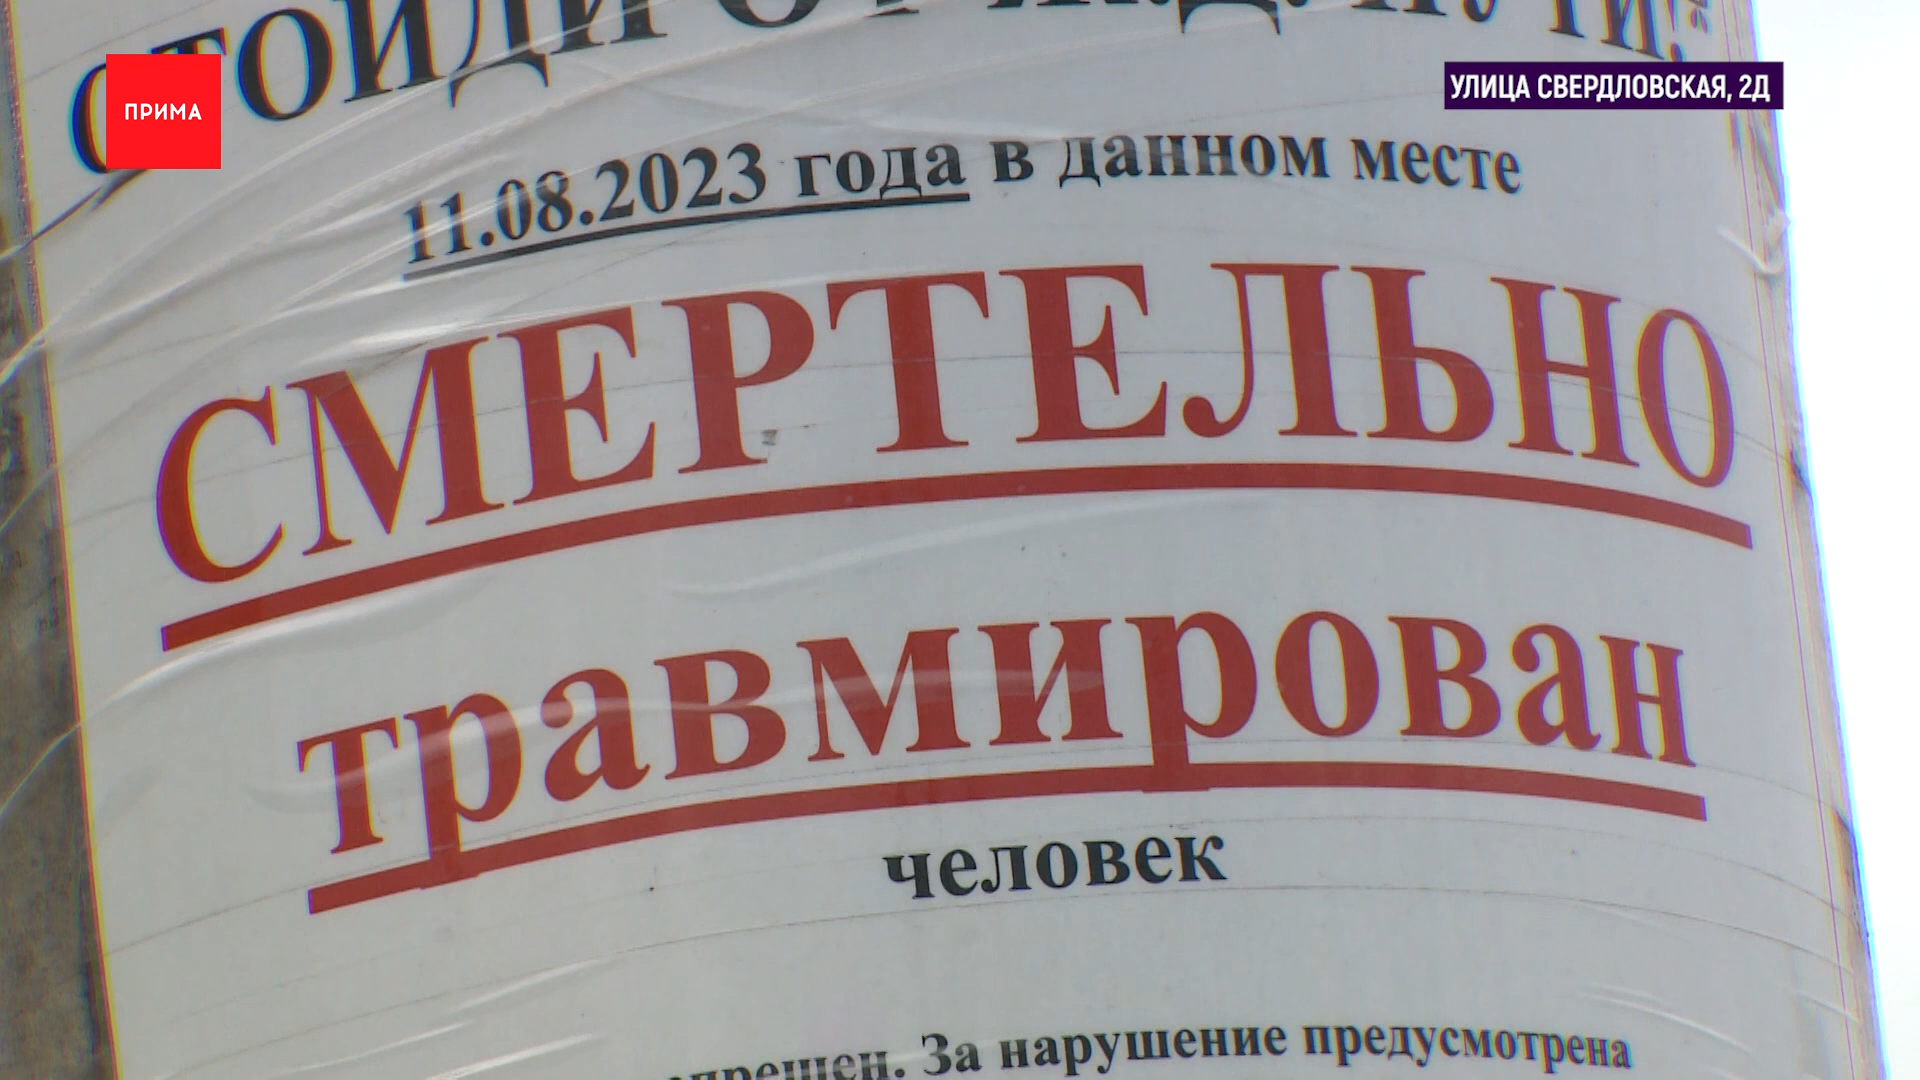 ПРИМА
УЛИЦА СВЕРДЛОВСКАЯ, 2Д
11.08.2023 года в данном месте
СМЕРТЕЛЬНО
травмирован
человек
За нарушение предусмотрена